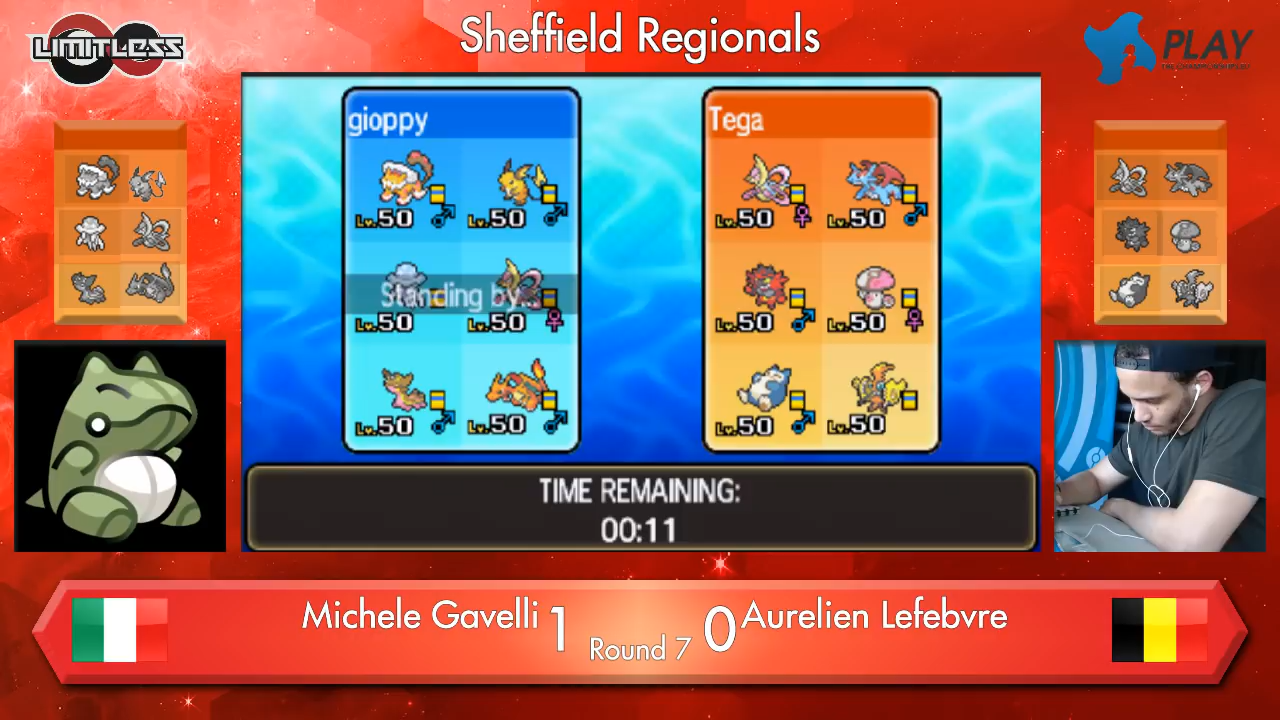 Sheffield Regionals
LIMITLESS
PLAY
gioppy
Tega
Lv.50
Lv.50
Lv.50
Lv.50
Standing by...
Lv.50
Lv.50
Lv.50
Lv.50
Lv.50
Lv.50
Lv.50
Lv.50
TIME REMAINING:
00:11
Michele Gavelli 1
0 Aurelien Lefebvre
Round 7